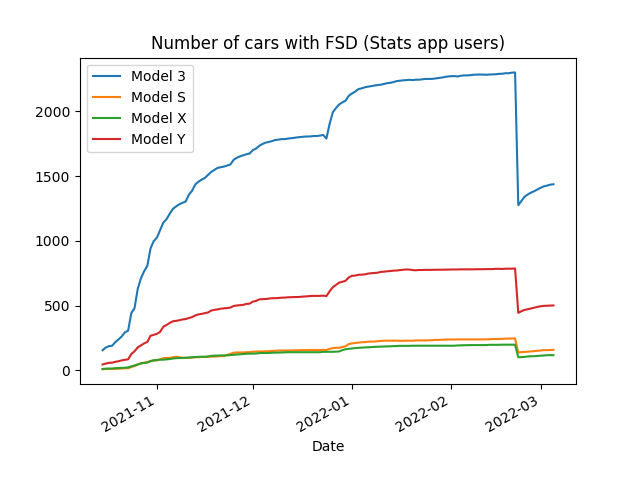 Number of cars with FSD (Stats app users)
Model 3
Model S
Model X
Model Y
2000
1500
1000
500
0
2021-11
2021-12
2022-01
2022-02
2022-03
Date